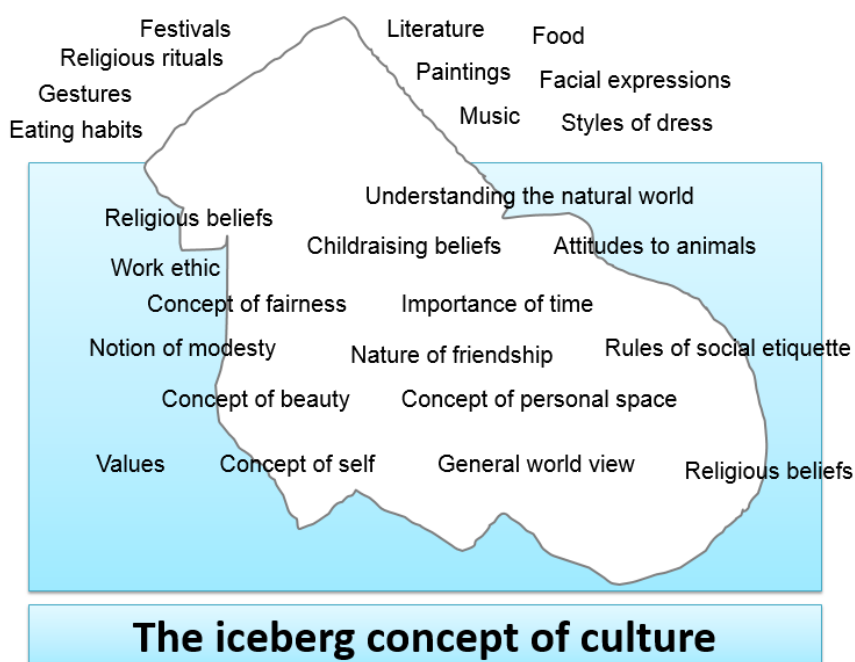 Festivals
Literature
Food
Religious rituals
Paintings
Facial expressions
Gestures
Music
Styles of dress
Eating habits
Understanding the natural world
Religious beliefs
Childraising beliefs
Attitudes to animals
Work ethic
Concept of fairness
Importance of time
Notion of modesty
Nature of friendship
Rules of social etiquette
Concept of beauty
Concept of personal space
Values
Concept of self
General world view
Religious beliefs
The iceberg concept of culture